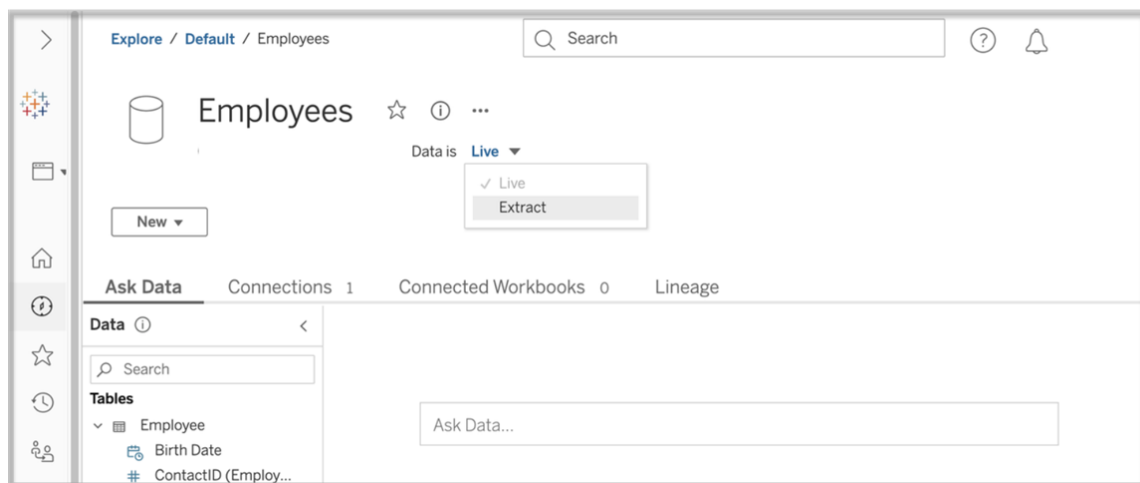 Explore / Default / Employees
Search
Employees
Data is Live
Live
Extract
New
Ask Data Connections 1 Connected Workbooks 0 Lineage
Data
Search
Tables
Ask Data...
Employee
Birth Date
# ContactID (Employ...